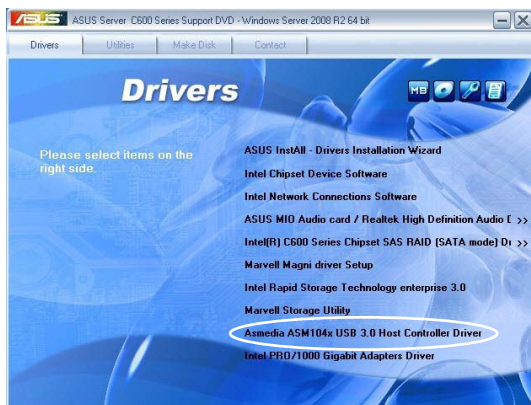 ASUS ASUS Server C600 Series Support DVD - Windows Server 2008 R2 64 bit
Drivers Utilities Make Disk Contact
Drivers
MB
Please select items on the
right side.
ASUS InstAll - Drivers Installation Wizard
Intel Chipset Device Software
Intel Network Connections Software
ASUS MIO Audio card / Realtek High Definition Audio D >>
Intel(R) C600 Series Chipset SAS RAID (SATA mode) Dr >>
Marvell Magni driver Setup
Intel Rapid Storage Technology enterprise 3.0
Marvell Storage Utility
Asmedia ASM104x USB 3.0 Host Controller Driver
Intel PRO/1000 Gigabit Adapters Driver